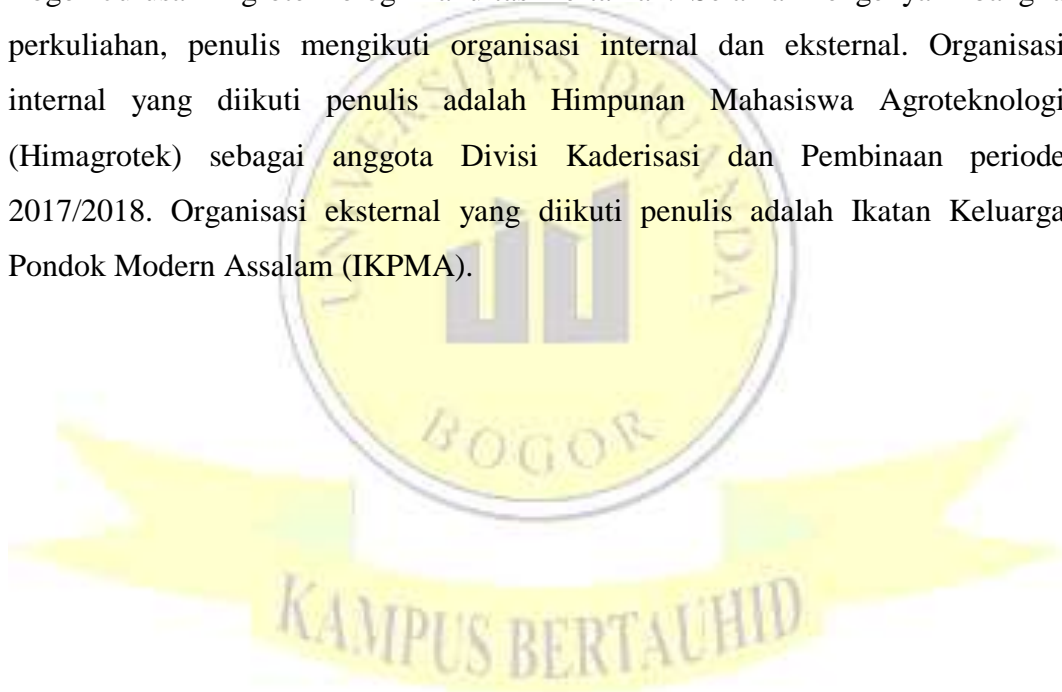 perkuliahan, penulis mengikuti organisasi internal dan eksternal. Organisasi
internal yang diikuti penulis adalah Himpunan Mahasiswa Agroteknologi
(Himagrotek) sebagai anggota Divisi Kaderisasi dan Pembinaan periode
2017/2018. Organisasi eksternal yang diikuti penulis adalah Ikatan Keluarga
Pondok Modern Assalam (IKPMA).
UNIVERSITAS DJUANDA
BOGOR
KAMPUS BERTAUHID